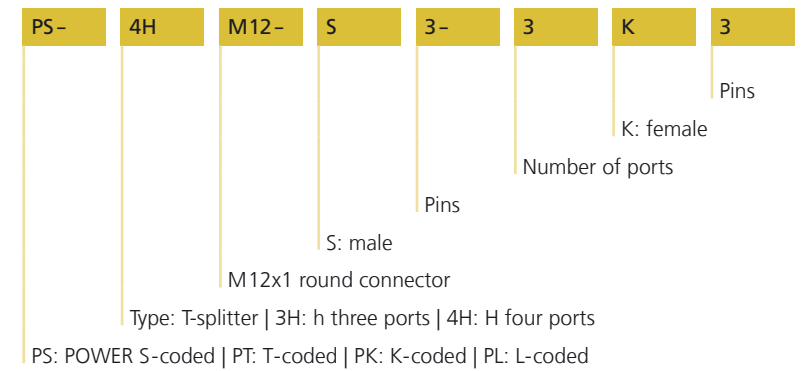 PS– 4H M12– S 3– 3 K 3
Pins
K: female
Number of ports
Pins
S: male
M12x1 round connector
Type: T-splitter | 3H: h three ports | 4H: H four ports
PS: POWER S-coded | PT: T-coded | PK: K-coded | PL: L-coded